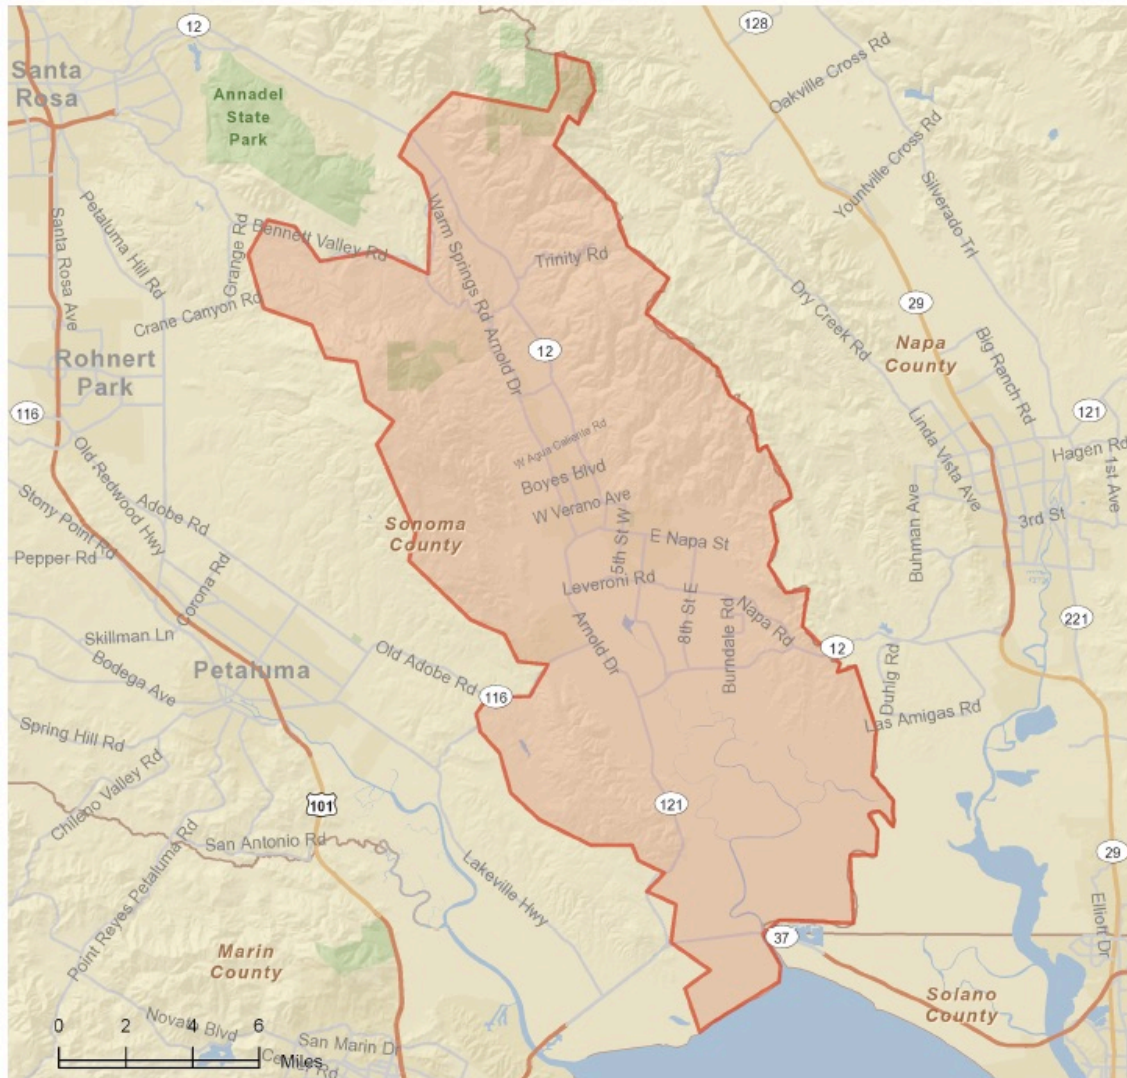 12
128
Santa
Rosa
Annadel
State
Park
Oakville Cross Rd
Yountville Cross Rd
Silverado Trl
Petaluma Hill Rd
Santa Rosa Ave
Grange Rd
Bennett Valley Rd
Warm Springs Rd
Trinity Rd
Crane Canyon Rd
Dry Creek Rd
29
Napa
County
Big Ranch Rd
Rohnert
Park
12
Arnold Dr
116
121
Linda Vista Ave
Hagen Rd
1st Ave
W Agua Caliente Rd
Boyes Blvd
W Verano Ave
Old Redwood Hwy
Adobe Rd
Stony Point Rd
Pepper Rd
Corona Rd
Sonoma
County
5th St W
E Napa St
3rd St
Buhman Ave
Leveroni Rd
8th St E
Burndale Rd
Napa Rd
221
Skillman Ln
Bodega Ave
Petaluma
Old Adobe Rd
Arnold Dr
12
Duhig Rd
116
Las Amigas Rd
Spring Hill Rd
Chileno Valley Rd
101
121
San Antonio Rd
Point Reyes Petaluma Rd
Lakeville Hwy
29
Elliott Dr
Marin
County
37
Solano
County
Novato Blvd
San Marin Dr
0 2 4 6
Miles